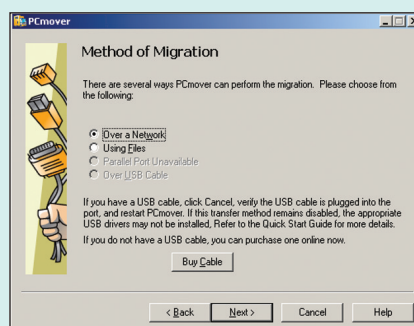 PCmover
Method of Migration
There are several ways PCmover can perform the migration. Please choose from
the following:
Over a Network
Using Files
Parallel Port Unavailable
Over USB Cable
If you have a USB cable, click Cancel, verify the USB cable is plugged into the
port, and restart PCmover. If this transfer method remains disabled, the appropriate
USB drivers may not be installed, Refer to the Quick Start Guide for more details.
If you do not have a USB cable, you can purchase one online now.
Buy Cable
< Back Next > Cancel Help